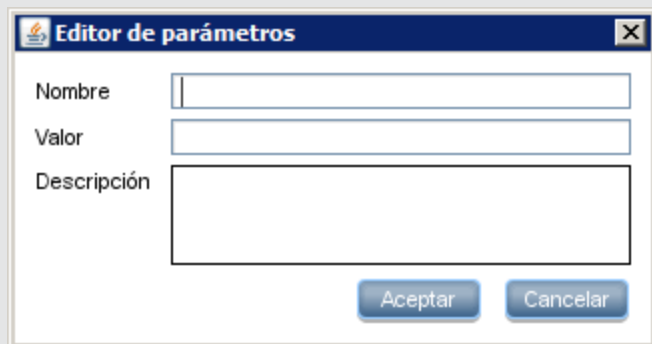 Editor de parámetros
Nombre
Valor
Descripción
Aceptar Cancelar